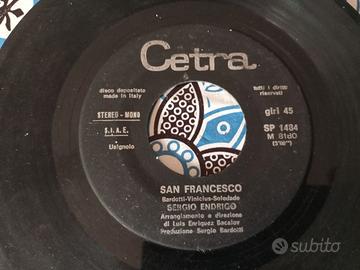 Cetra
disco depositato
made in Italy
tutti i diritti
riservati
STEREO - MONO
giri 45
S.I.A.E.
SP 1484
Usignolo
SAN FRANCESCO
Bardotti-Vinicius-Soledade
SERGIO ENDRIGO
Arrangiamento e direzione
di Luis Enriquez Bacalov
Produzione Sergio Bardotti
subito